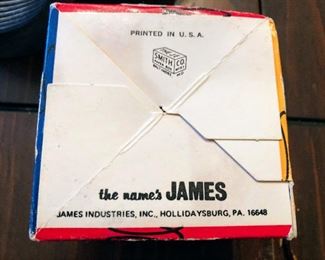 PRINTED IN U.S.A.
SMITH CO.
the name's JAMES
JAMES INDUSTRIES, INC., HOLLIDAYSBURG, PA. 16648